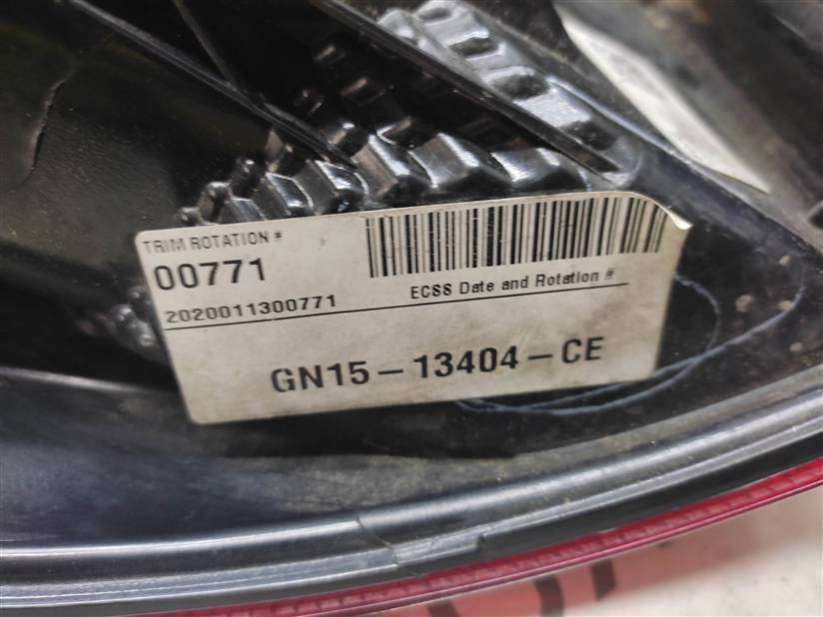 TRIM ROTATION #
00771
2020011300771
ECSS Date and Rotation #
GN15-13404-CE